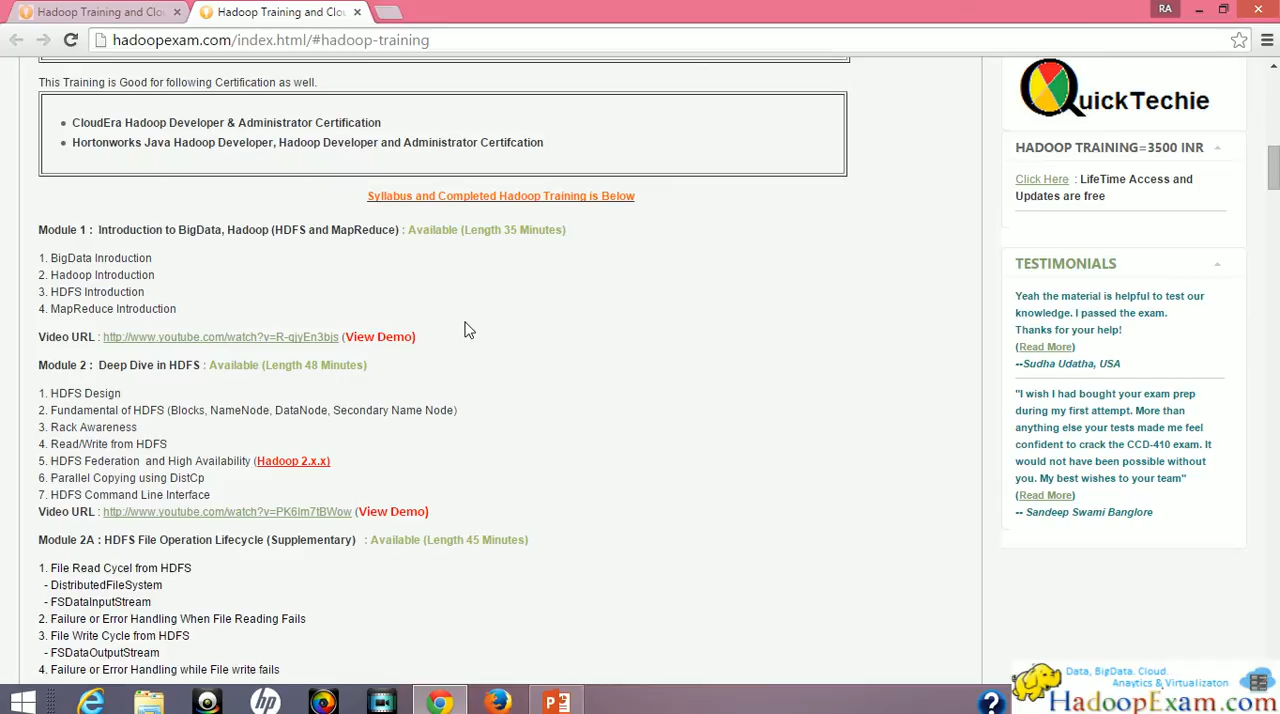 Hadoop Training and Clo
Hadoop Training and Clo
RA
hadoopexam.com/index.html/#hadoop-training
This Training is Good for following Certification as well.
CloudEra Hadoop Developer & Administrator Certification
Hortonworks Java Hadoop Developer, Hadoop Developer and Administrator Certifcation
Syllabus and Completed Hadoop Training is Below
Module 1 : Introduction to BigData, Hadoop (HDFS and MapReduce) : Available (Length 35 Minutes)
1. BigData Inroduction
2. Hadoop Introduction
3. HDFS Introduction
4. MapReduce Introduction
Video URL : http://www.youtube.com/watch?v=R-qjyEn3bjs (View Demo)
Module 2 : Deep Dive in HDFS : Available (Length 48 Minutes)
1. HDFS Design
2. Fundamental of HDFS (Blocks, NameNode, DataNode, Secondary Name Node)
3. Rack Awareness
4. Read/Write from HDFS
5. HDFS Federation and High Availability (Hadoop 2.x.x)
6. Parallel Copying using DistCp
7. HDFS Command Line Interface
Video URL : http://www.youtube.com/watch?v=PK6Im7tBWow (View Demo)
Module 2A : HDFS File Operation Lifecycle (Supplementary) : Available (Length 45 Minutes)
1. File Read Cycel from HDFS
- DistributedFileSystem
- FSDataInputStream
2. Failure or Error Handling When File Reading Fails
3. File Write Cycle from HDFS
- FSDataOutputStream
4. Failure or Error Handling while File write fails
QuickTechie
HADOOP TRAINING=3500 INR
Click Here : LifeTime Access and
Updates are free
TESTIMONIALS
Yeah the material is helpful to test our
knowledge. I passed the exam.
Thanks for your help!
(Read More)
--Sudha Udatha, USA
"I wish I had bought your exam prep
during my first attempt. More than
anything else your tests made me feel
confident to crack the CCD-410 exam. It
would not have been possible without
you. My best wishes to your team"
(Read More)
-- Sandeep Swami Banglore
Data, BigData. Cloud.
Anaytics & Virtualizaton
HadoopExam.com